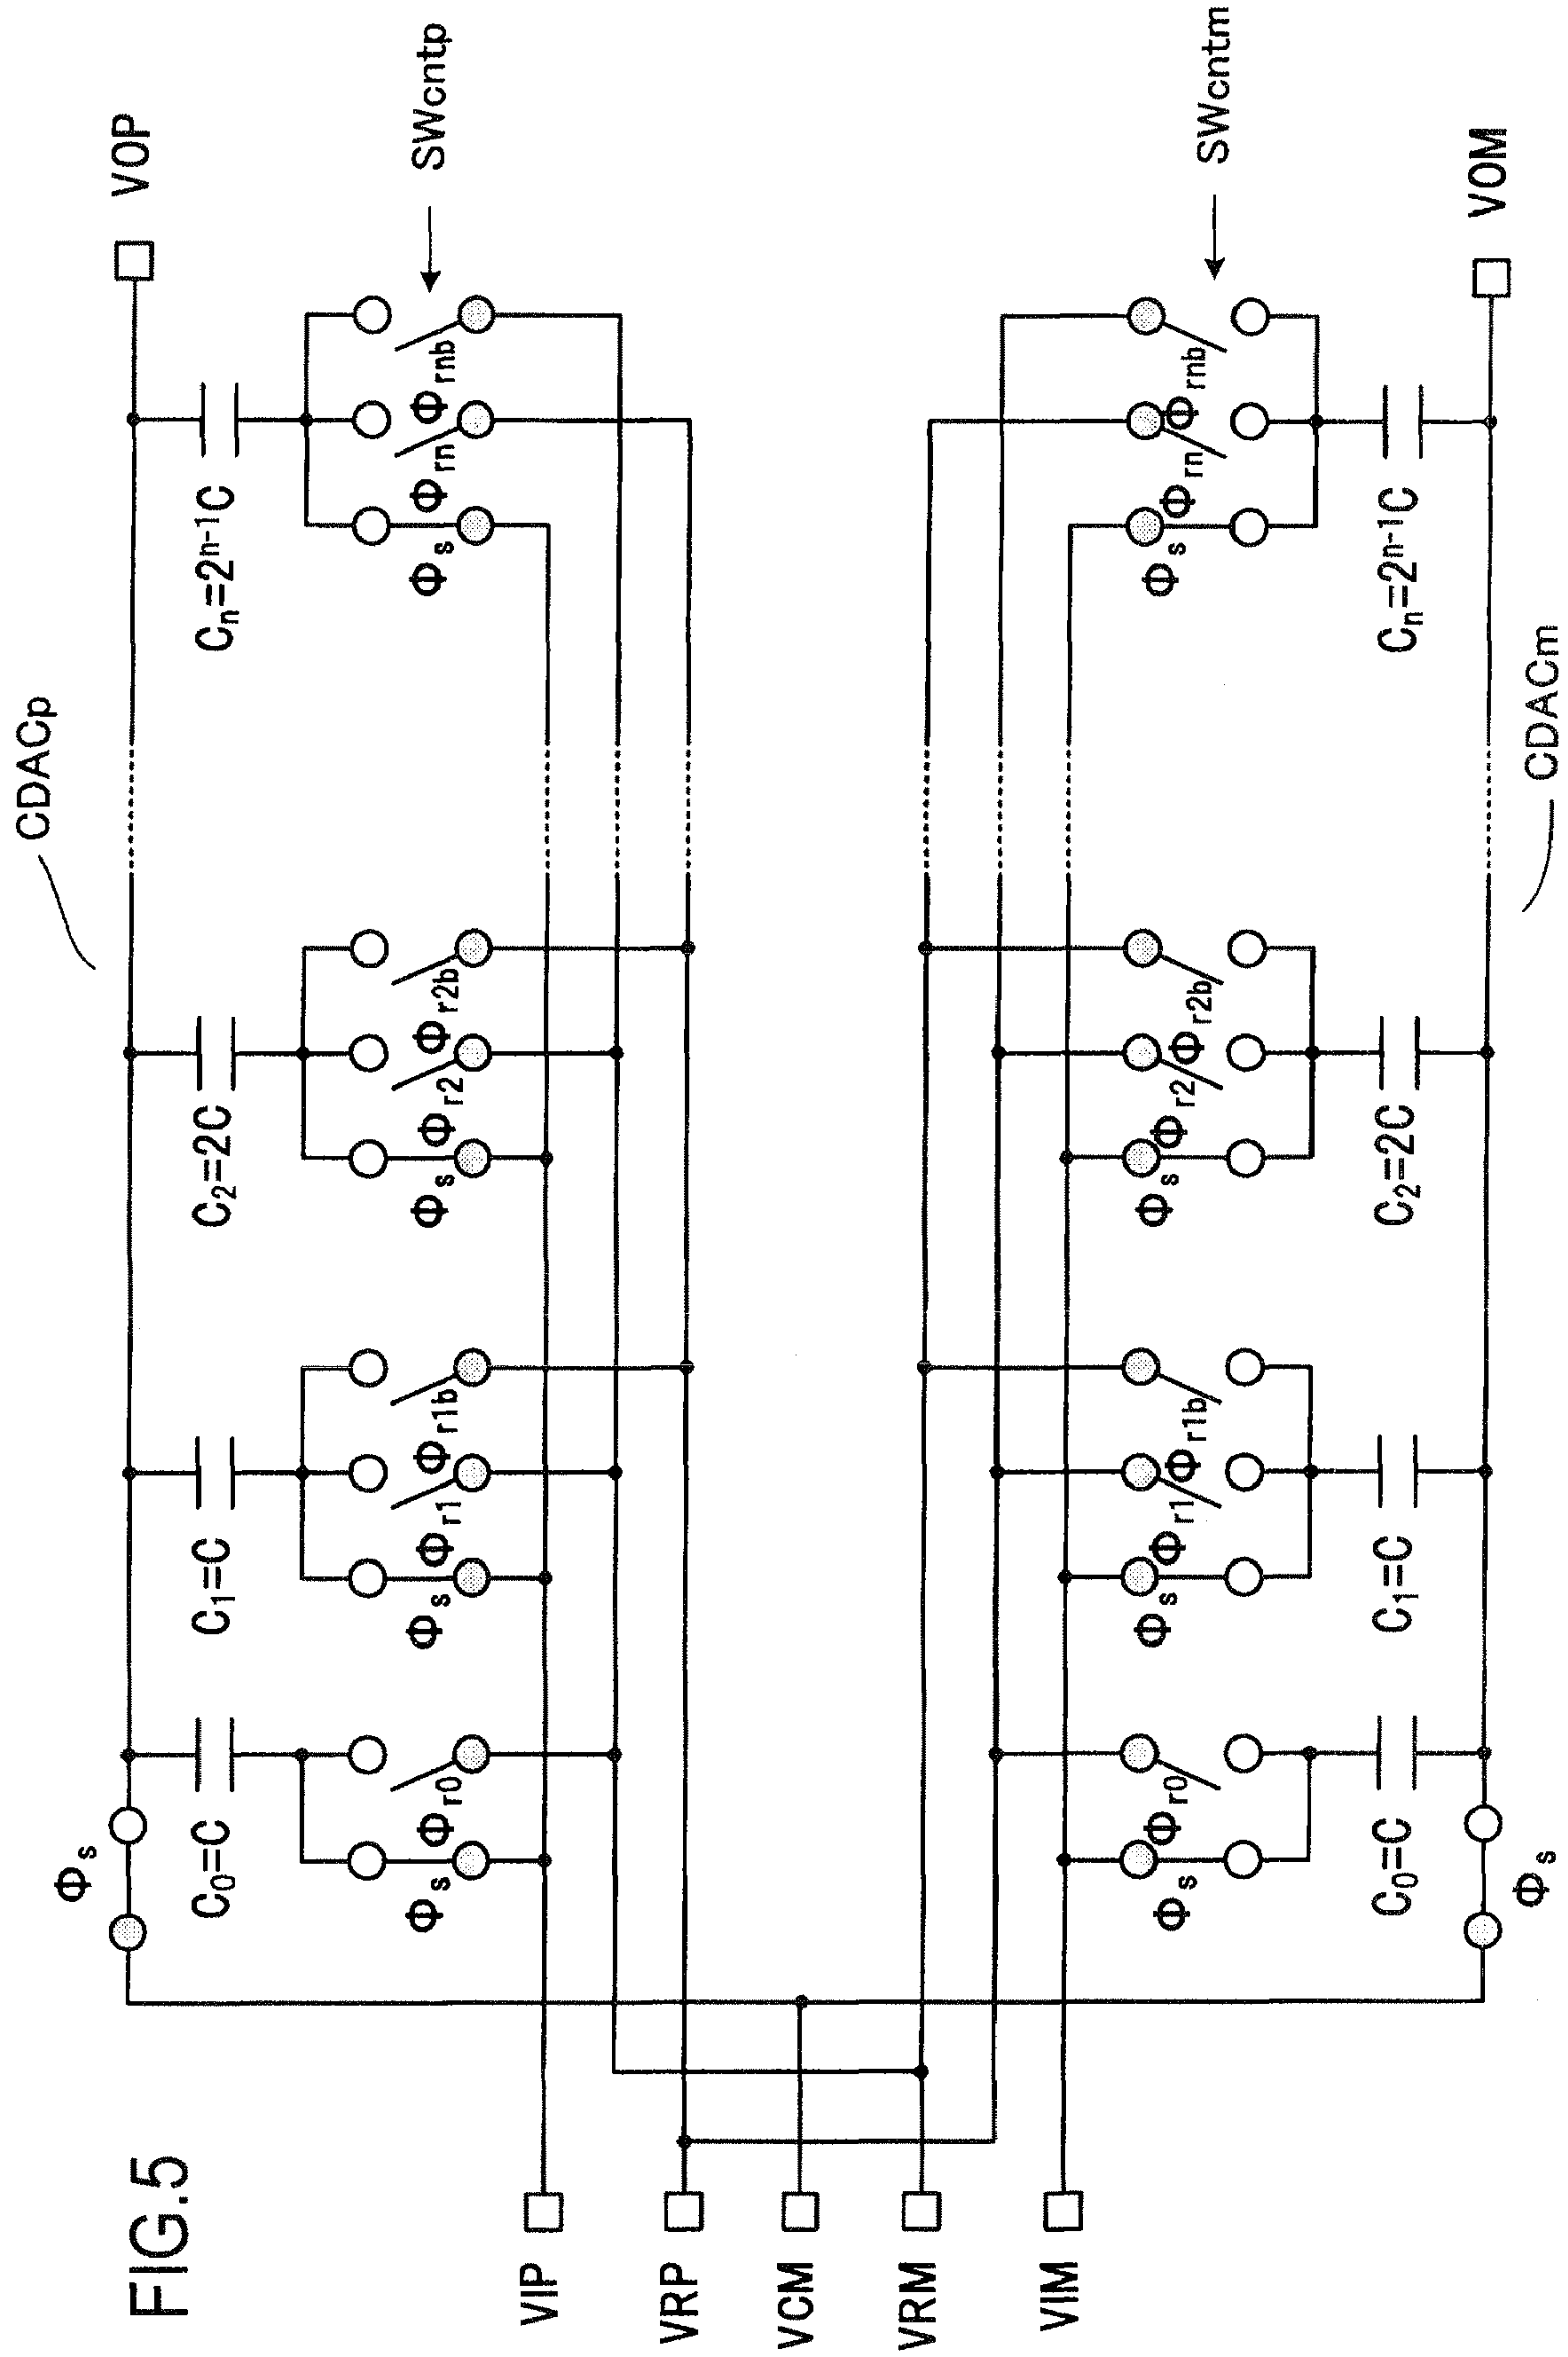 FIG.5
CDACp
VOP
SWcntp
Φs
C0=C
C1=C
C2=2C
Cn=2n-1C
Φs
Φr0
Φs
Φr1
Φr1b
Φs
Φr2
Φr2b
Φs
Φrn
Φrnb
VIP
VRP
VCM
VRM
VIM
Φs
Φr0
Φs
Φr1
Φr1b
Φs
Φr2
Φr2b
Φs
Φrn
Φrnb
SWcntm
C0=C
C1=C
C2=2C
Cn=2n-1C
Φs
VOM
CDACm